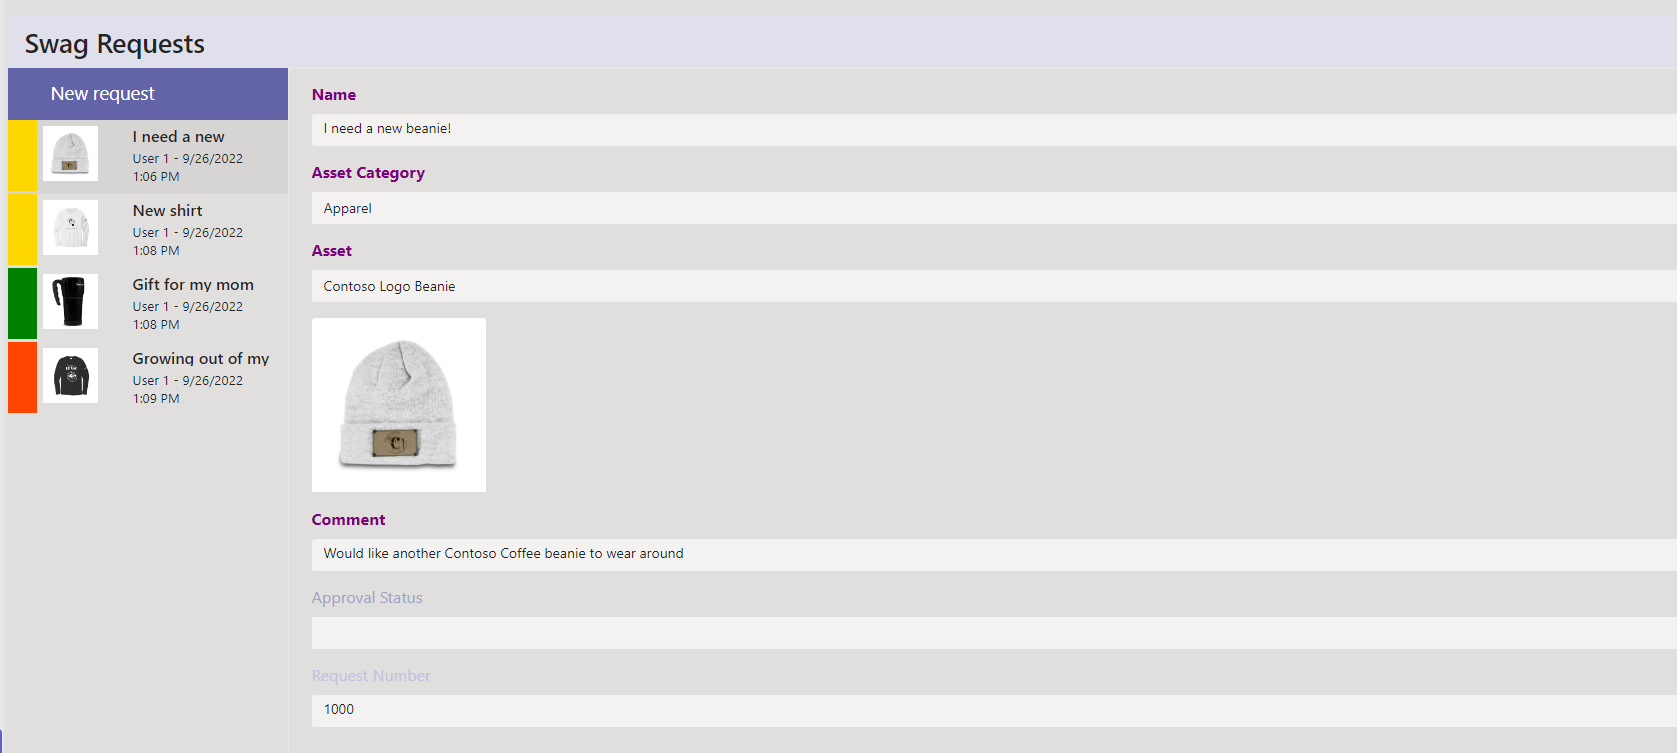 Swag Requests
New request
I need a new
User 1 - 9/26/2022
1:06 PM
New shirt
User 1 - 9/26/2022
1:08 PM
Gift for my mom
User 1 - 9/26/2022
1:08 PM
Growing out of my
User 1 - 9/26/2022
1:09 PM
Name
I need a new beanie!
Asset Category
Apparel
Asset
Contoso Logo Beanie
C
Comment
Would like another Contoso Coffee beanie to wear around
Approval Status
Request Number
1000